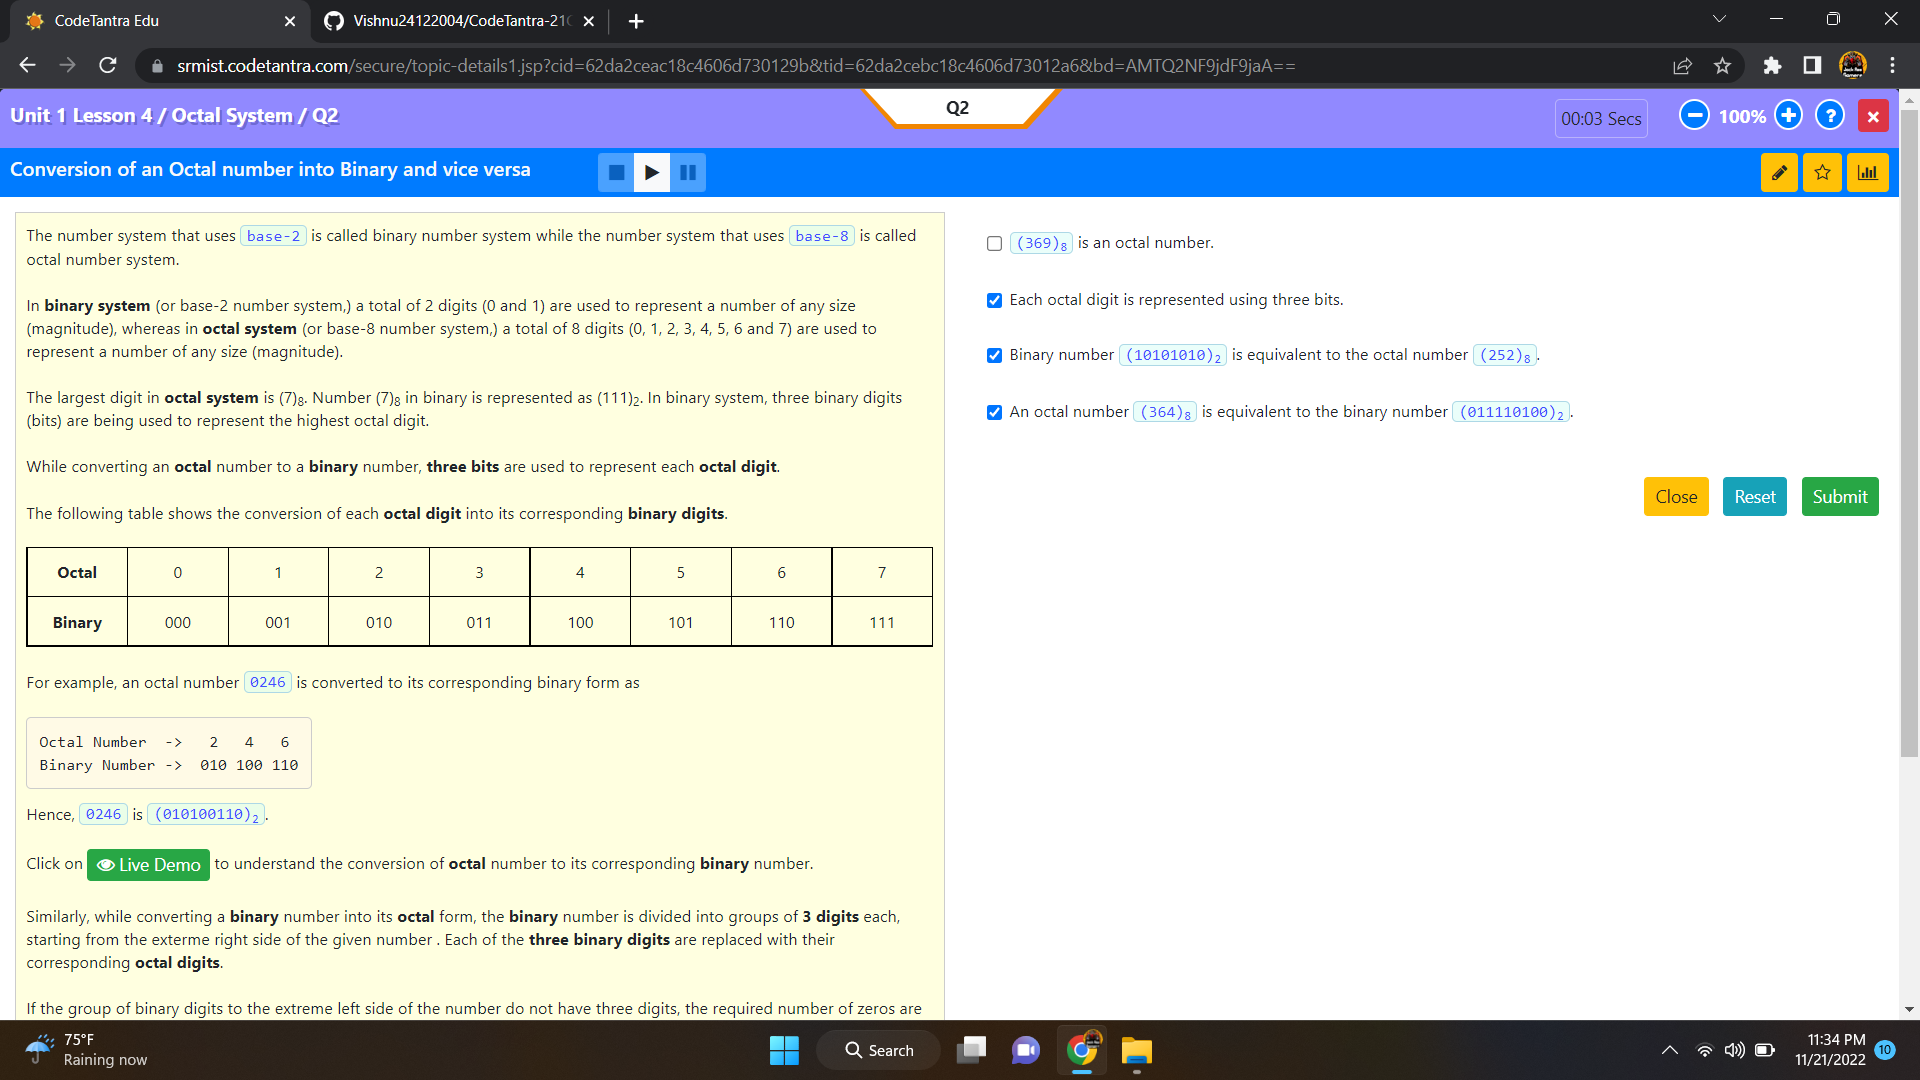 CodeTantra Edu
Vishnu24122004/CodeTantra-21
srmist.codetantra.com/secure/topic-details1.jsp?cid=62da2ceac18c4606d730129b&tid=62da2cebc18c4606d73012a6&bd=AMTQ2NF9jdF9jaA==
Unit 1 Lesson 4 / Octal System / Q2
Q2
00:03 Secs
100%
Conversion of an Octal number into Binary and vice versa
The number system that uses base-2 is called binary number system while the number system that uses base-8 is called
octal number system.
In binary system (or base-2 number system,) a total of 2 digits (0 and 1) are used to represent a number of any size
(magnitude), whereas in octal system (or base-8 number system,) a total of 8 digits (0, 1, 2, 3, 4, 5, 6 and 7) are used to
represent a number of any size (magnitude).
The largest digit in octal system is (7)8. Number (7)8 in binary is represented as (111)2. In binary system, three binary digits
(bits) are being used to represent the highest octal digit.
While converting an octal number to a binary number, three bits are used to represent each octal digit.
The following table shows the conversion of each octal digit into its corresponding binary digits.
Octal 0 1 2 3 4 5 6 7
Binary 000 001 010 011 100 101 110 111
For example, an octal number 0246 is converted to its corresponding binary form as
Octal Number -> 2 4 6
Binary Number -> 010 100 110
Hence, 0246 is (010100110)2.
Click on Live Demo to understand the conversion of octal number to its corresponding binary number.
Similarly, while converting a binary number into its octal form, the binary number is divided into groups of 3 digits each,
starting from the exterme right side of the given number . Each of the three binary digits are replaced with their
corresponding octal digits.
If the group of binary digits to the extreme left side of the number do not have three digits, the required number of zeros are
(369)8 is an octal number.
Each octal digit is represented using three bits.
Binary number (10101010)2 is equivalent to the octal number (252)8.
An octal number (364)8 is equivalent to the binary number (011110100)2.
Close Reset Submit
75°F
Raining now
Search
11:34 PM
11/21/2022
10